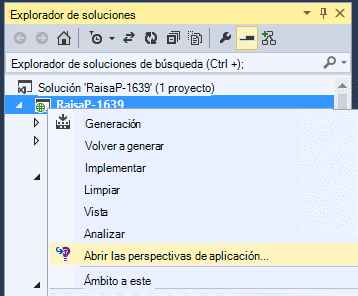 Explorador de soluciones
Explorador de soluciones de búsqueda (Ctrl +);
Solución 'RaisaP-1639' (1 proyecto)
RaisaP-1639
Generación
Volver a generar
Implementar
Limpiar
Vista
Analizar
Abrir las perspectivas de aplicación...
Ámbito a este